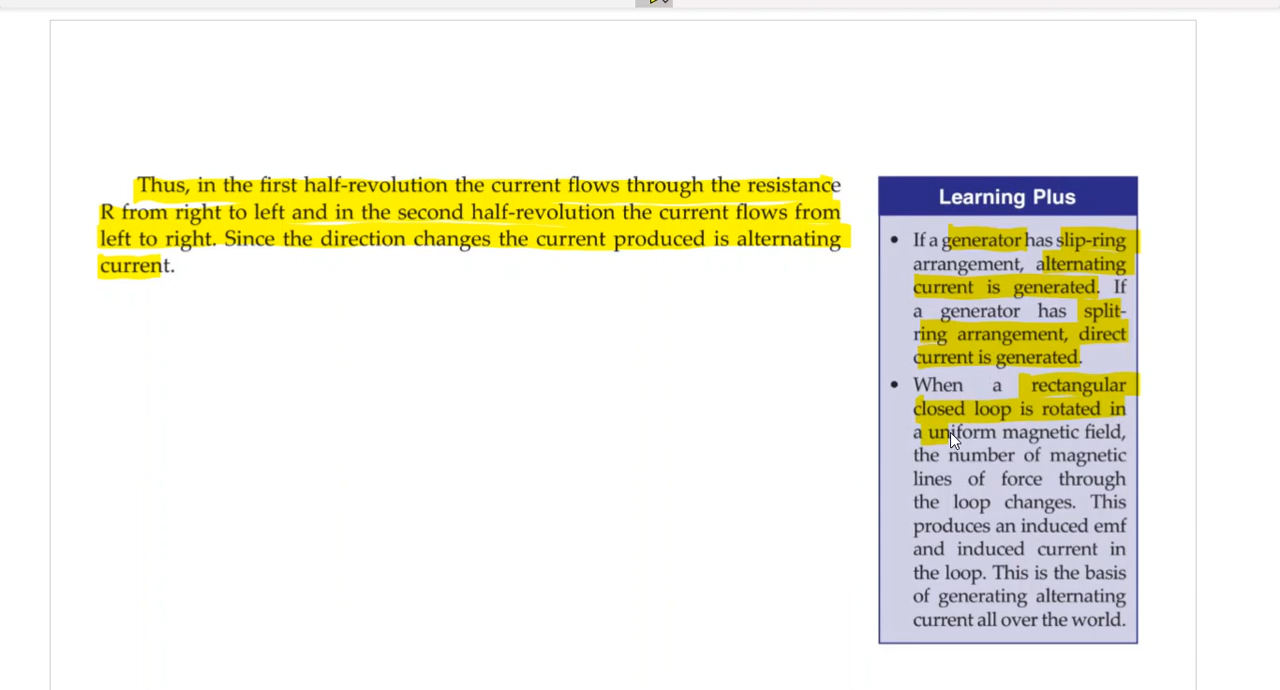 Thus, in the first half-revolution the current flows through the resistance
R from right to left and in the second half-revolution the current flows from
left to right. Since the direction changes the current produced is alternating
current.
Learning Plus
• If a generator has slip-ring
arrangement, alternating
current is generated. If
a generator has split-
ring arrangement, direct
current is generated.
• When a rectangular
closed loop is rotated in
a uniform magnetic field,
the number of magnetic
lines of force through
the loop changes. This
produces an induced emf
and induced current in
the loop. This is the basis
of generating alternating
current all over the world.